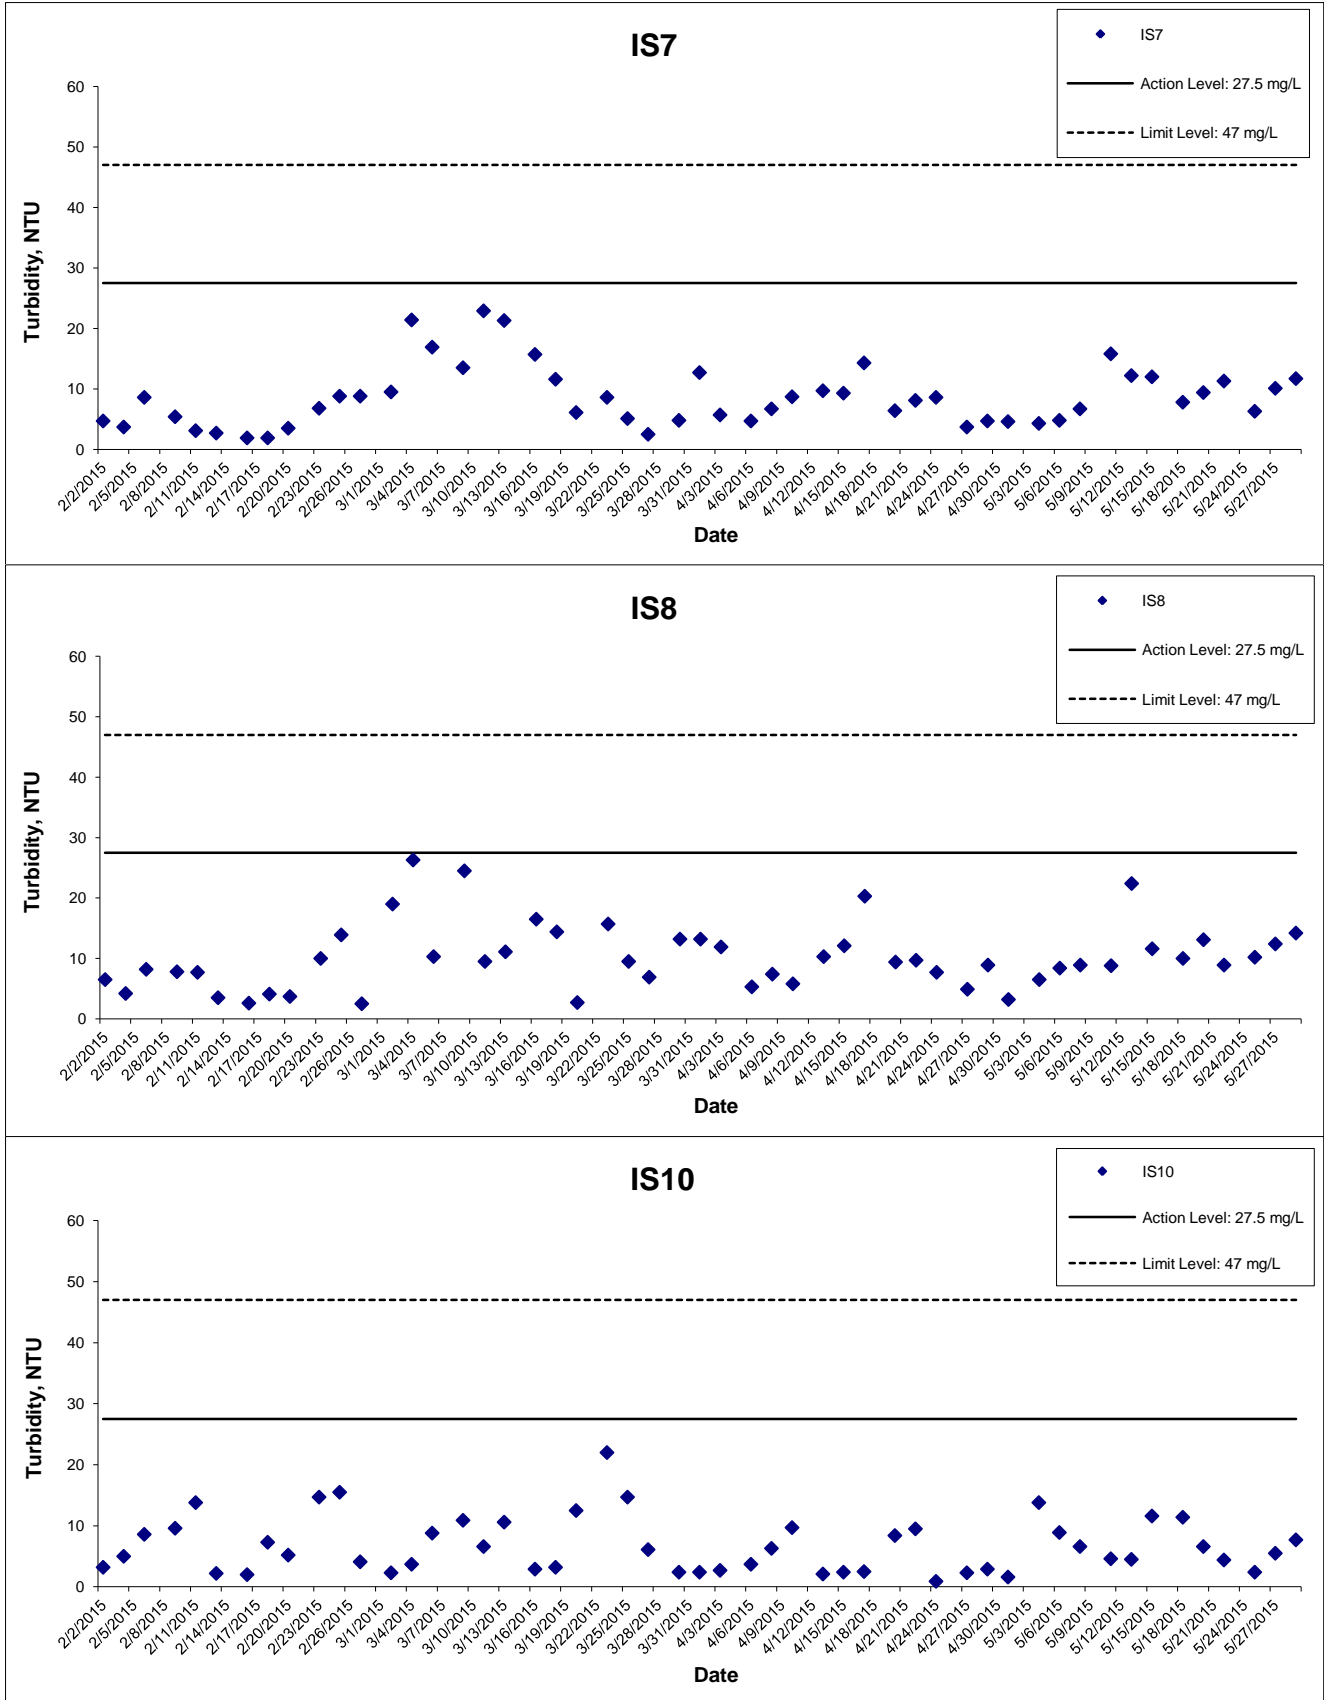 IS7
IS7
Action Level: 27.5 mg/L
Limit Level: 47 mg/L
60
50
40
30
20
10
0
Turbidity, NTU
2/2/2015 2/5/2015 2/8/2015 2/11/2015 2/14/2015 2/17/2015 2/20/2015 2/23/2015 2/26/2015 3/1/2015 3/4/2015 3/7/2015 3/10/2015 3/13/2015 3/16/2015 3/19/2015 3/22/2015 3/25/2015 3/28/2015 3/31/2015 4/3/2015 4/6/2015 4/9/2015 4/12/2015 4/15/2015 4/18/2015 4/21/2015 4/24/2015 4/27/2015 4/30/2015 5/3/2015 5/6/2015 5/9/2015 5/12/2015 5/15/2015 5/18/2015 5/21/2015 5/24/2015 5/27/2015
Date
IS8
IS8
Action Level: 27.5 mg/L
Limit Level: 47 mg/L
60
50
40
30
20
10
0
Turbidity, NTU
2/2/2015 2/5/2015 2/8/2015 2/11/2015 2/14/2015 2/17/2015 2/20/2015 2/23/2015 2/26/2015 3/1/2015 3/4/2015 3/7/2015 3/10/2015 3/13/2015 3/16/2015 3/19/2015 3/22/2015 3/25/2015 3/28/2015 3/31/2015 4/3/2015 4/6/2015 4/9/2015 4/12/2015 4/15/2015 4/18/2015 4/21/2015 4/24/2015 4/27/2015 4/30/2015 5/3/2015 5/6/2015 5/9/2015 5/12/2015 5/15/2015 5/18/2015 5/21/2015 5/24/2015 5/27/2015
Date
IS10
IS10
Action Level: 27.5 mg/L
Limit Level: 47 mg/L
60
50
40
30
20
10
0
Turbidity, NTU
2/2/2015 2/5/2015 2/8/2015 2/11/2015 2/14/2015 2/17/2015 2/20/2015 2/23/2015 2/26/2015 3/1/2015 3/4/2015 3/7/2015 3/10/2015 3/13/2015 3/16/2015 3/19/2015 3/22/2015 3/25/2015 3/28/2015 3/31/2015 4/3/2015 4/6/2015 4/9/2015 4/12/2015 4/15/2015 4/18/2015 4/21/2015 4/24/2015 4/27/2015 4/30/2015 5/3/2015 5/6/2015 5/9/2015 5/12/2015 5/15/2015 5/18/2015 5/21/2015 5/24/2015 5/27/2015
Date